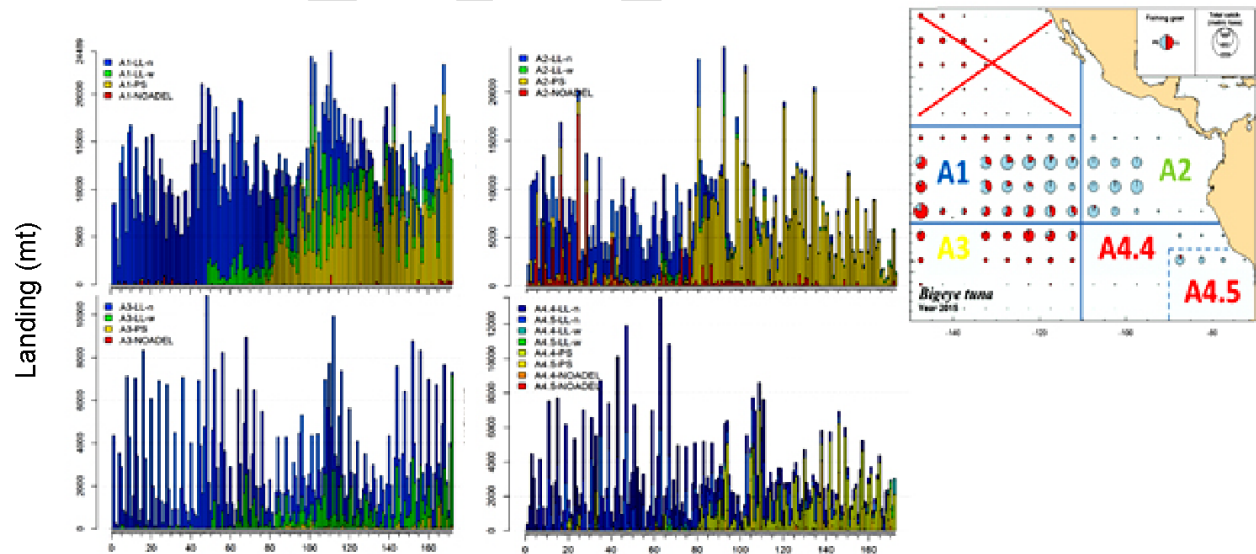 Landing (mt)
A1-LL-n
A1-LL-w
A1-PS
A1-NOADEL
24489
20000
15000
10000
5000
0
A2-LL-n
A2-LL-w
A2-PS
A2-NOADEL
20000
15000
10000
5000
0
A3-LL-n
A3-LL-w
A3-PS
A3-NOADEL
10000
8000
6000
4000
2000
0
0 20 40 60 80 100 120 140 160
A4.4-LL-n
A4.5-LL-n
A4.4-LL-w
A4.5-LL-w
A4.4-PS
A4.5-PS
A4.4-NOADEL
A4.5-NOADEL
12000
10000
8000
6000
4000
2000
0
0 20 40 60 80 100 120 140 160
Fishing gear
Total catch
(metric tons)
A1
A2
A3
A4.4
A4.5
Bigeye tuna
Year 2015
-140 -120 -100 -80